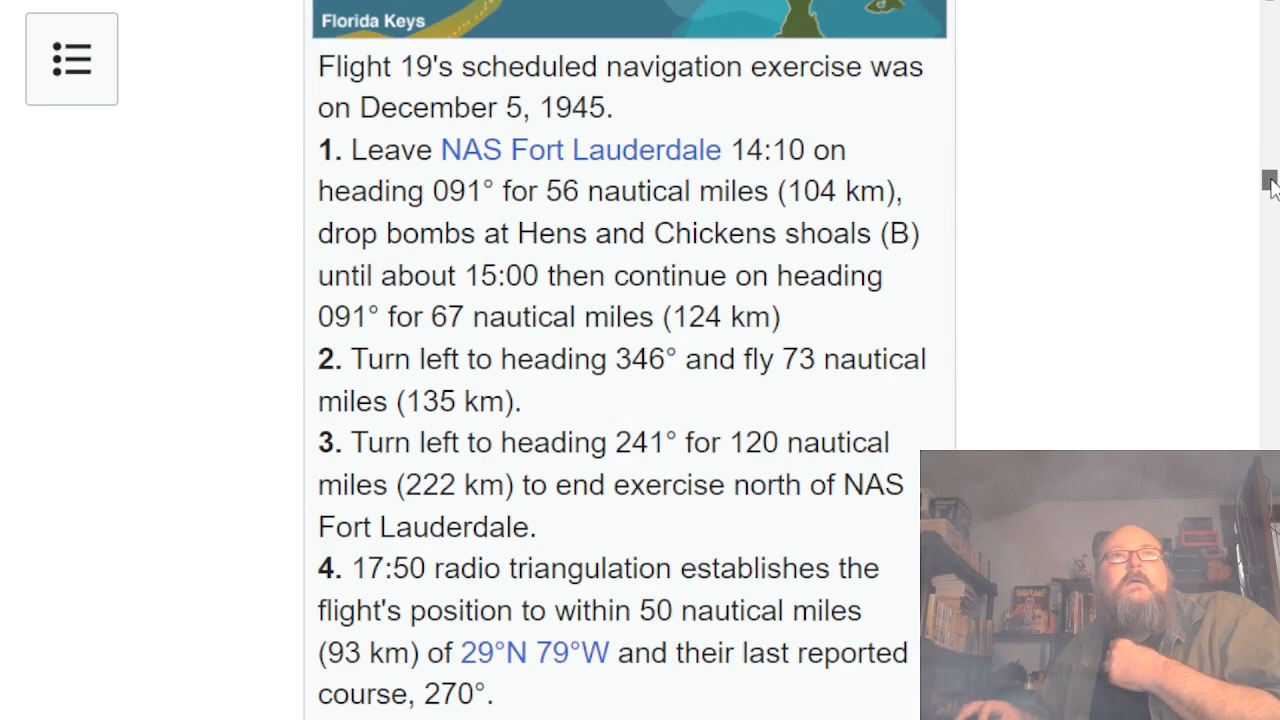 Florida Keys
Flight 19's scheduled navigation exercise was
on December 5, 1945.
1. Leave NAS Fort Lauderdale 14:10 on
heading 091° for 56 nautical miles (104 km),
drop bombs at Hens and Chickens shoals (B)
until about 15:00 then continue on heading
091° for 67 nautical miles (124 km)
2. Turn left to heading 346° and fly 73 nautical
miles (135 km).
3. Turn left to heading 241° for 120 nautical
miles (222 km) to end exercise north of NAS
Fort Lauderdale.
4. 17:50 radio triangulation establishes the
flight's position to within 50 nautical miles
(93 km) of 29°N 79°W and their last reported
course, 270°.